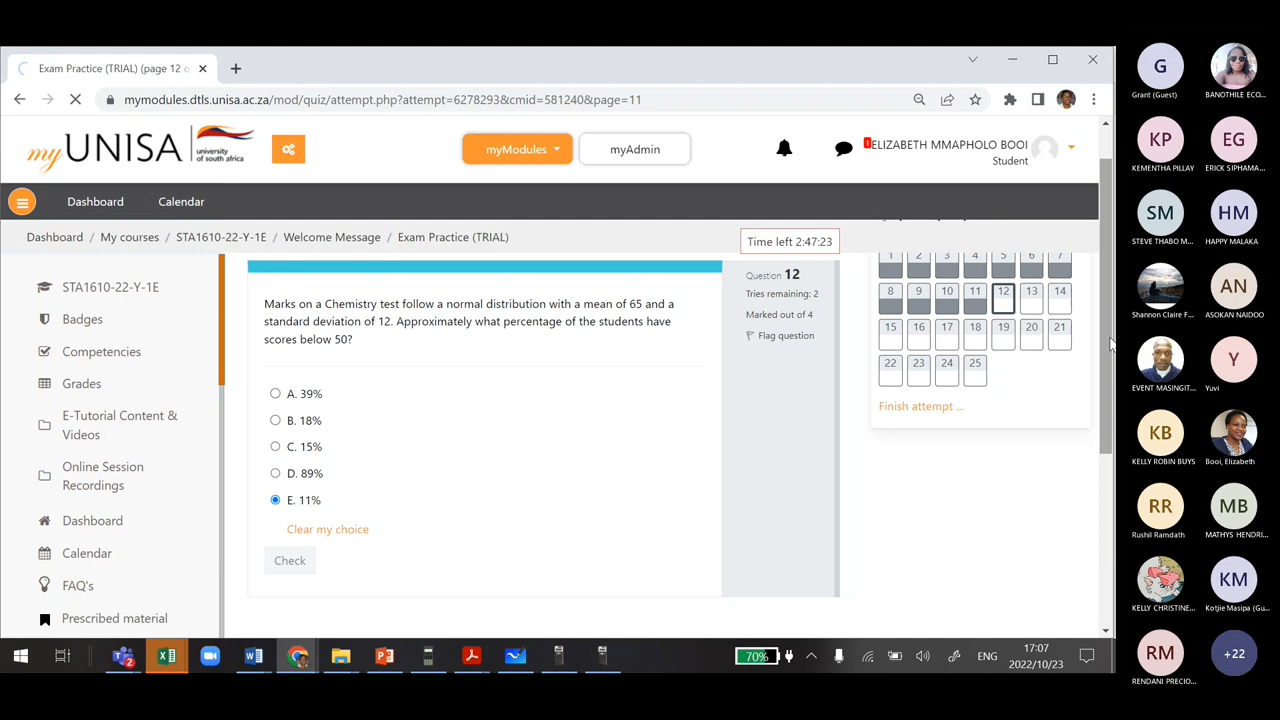 Exam Practice (TRIAL) (page 12 o
mymodules.dtls.unisa.ac.za/mod/quiz/attempt.php?attempt=6278293&cmid=581240&page=11
my UNISA university of south africa
myModules
myAdmin
1
ELIZABETH MMAPHOLO BOOI
Student
Dashboard
Calendar
Dashboard / My courses / STA1610-22-Y-1E / Welcome Message / Exam Practice (TRIAL)
Time left 2:47:23
STA1610-22-Y-1E
Badges
Competencies
Grades
E-Tutorial Content &
Videos
Online Session
Recordings
Dashboard
Calendar
FAQ's
Prescribed material
Marks on a Chemistry test follow a normal distribution with a mean of 65 and a
standard deviation of 12. Approximately what percentage of the students have
scores below 50?
A. 39%
B. 18%
C. 15%
D. 89%
E. 11%
Clear my choice
Check
Question 12
Tries remaining: 2
Marked out of 4
Flag question
1 2 3 4 5 6 7
8 9 10 11 12 13 14
15 16 17 18 19 20 21
22 23 24 25
Finish attempt ...
2
70%
ENG
17:07
2022/10/23
G
Grant (Guest)
BANOTHILE ECO...
KP
KEMENTHA PILLAY
EG
ERICK SIPHAMA...
SM
STEVE THABO M...
HM
HAPPY MALAKA
Shannon Claire F...
AN
ASOKAN NAIDOO
EVENT MASINGIT...
Y
Yuvi
KB
KELLY ROBIN BUYS
Booi, Elizabeth
RR
Rushil Ramdath
MB
MATHYS HENDRI...
KELLY CHRISTINE...
KM
Kotjie Masipa (Gu...
RM
RENDANI PRECIO...
+22